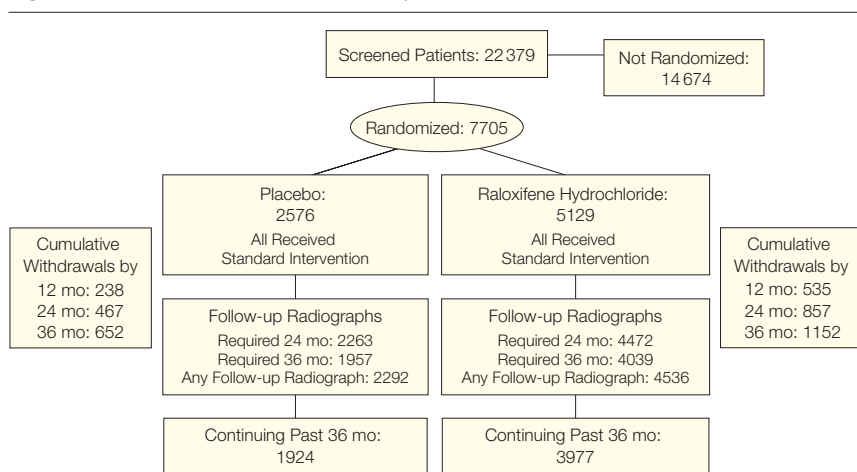 Screened Patients: 22 379
Not Randomized:
14 674
Randomized: 7705
Placebo:
2576
All Received
Standard Intervention
Raloxifene Hydrochloride:
5129
All Received
Standard Intervention
Cumulative
Withdrawals by
12 mo: 238
24 mo: 467
36 mo: 652
Cumulative
Withdrawals by
12 mo: 535
24 mo: 857
36 mo: 1152
Follow-up Radiographs
Required 24 mo: 2263
Required 36 mo: 1957
Any Follow-up Radiograph: 2292
Follow-up Radiographs
Required 24 mo: 4472
Required 36 mo: 4039
Any Follow-up Radiograph: 4536
Continuing Past 36 mo:
1924
Continuing Past 36 mo:
3977